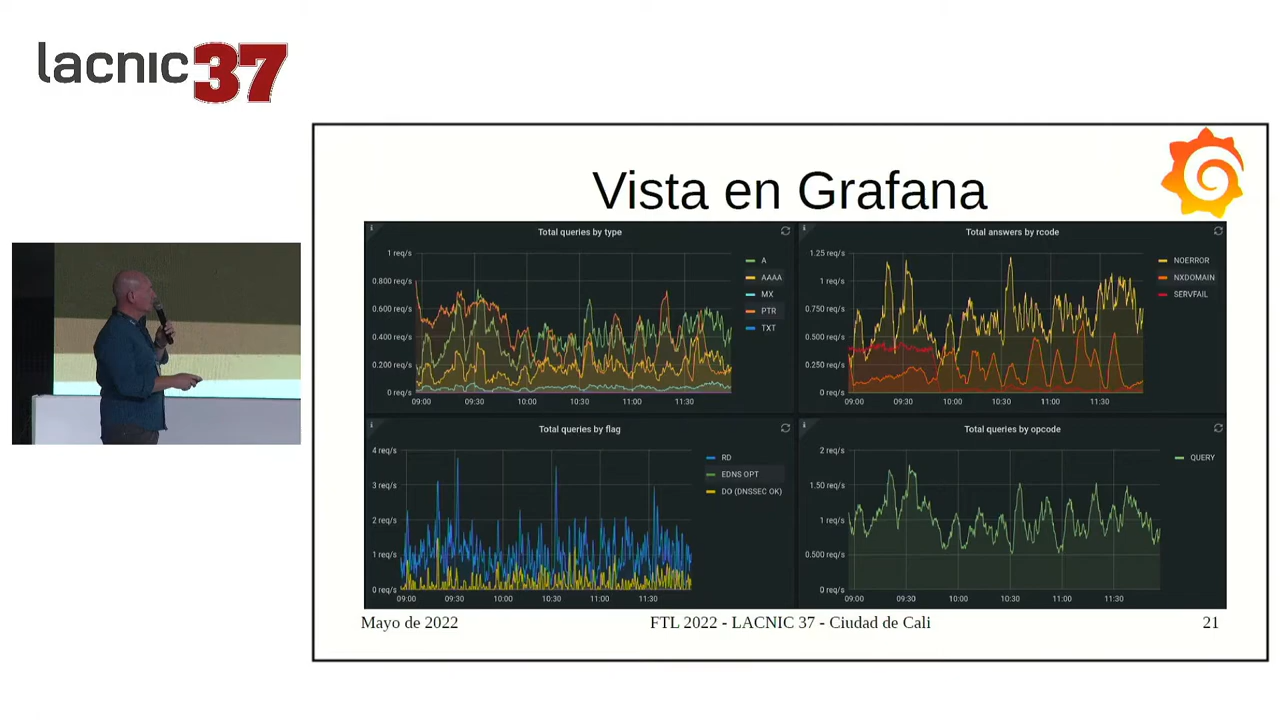 lacnic37
Vista en Grafana
Total queries by type
1 req/s
0.800 req/s
0.600 req/s
0.400 req/s
0.200 req/s
0 req/s
09:00 09:30 10:00 10:30 11:00 11:30
A
AAAA
MX
PTR
TXT
Total answers by rcode
1.25 req/s
1 req/s
0.750 req/s
0.500 req/s
0.250 req/s
0 req/s
09:00 09:30 10:00 10:30 11:00 11:30
NOERROR
NXDOMAIN
SERVFAIL
Total queries by flag
4 req/s
3 req/s
2 req/s
1 req/s
0 req/s
09:00 09:30 10:00 10:30 11:00 11:30
RD
EDNS OPT
DO (DNSSEC OK)
Total queries by opcode
2 req/s
1.50 req/s
1 req/s
0.500 req/s
0 req/s
09:00 09:30 10:00 10:30 11:00 11:30
QUERY
Mayo de 2022 FTL 2022 - LACNIC 37 - Ciudad de Cali 21